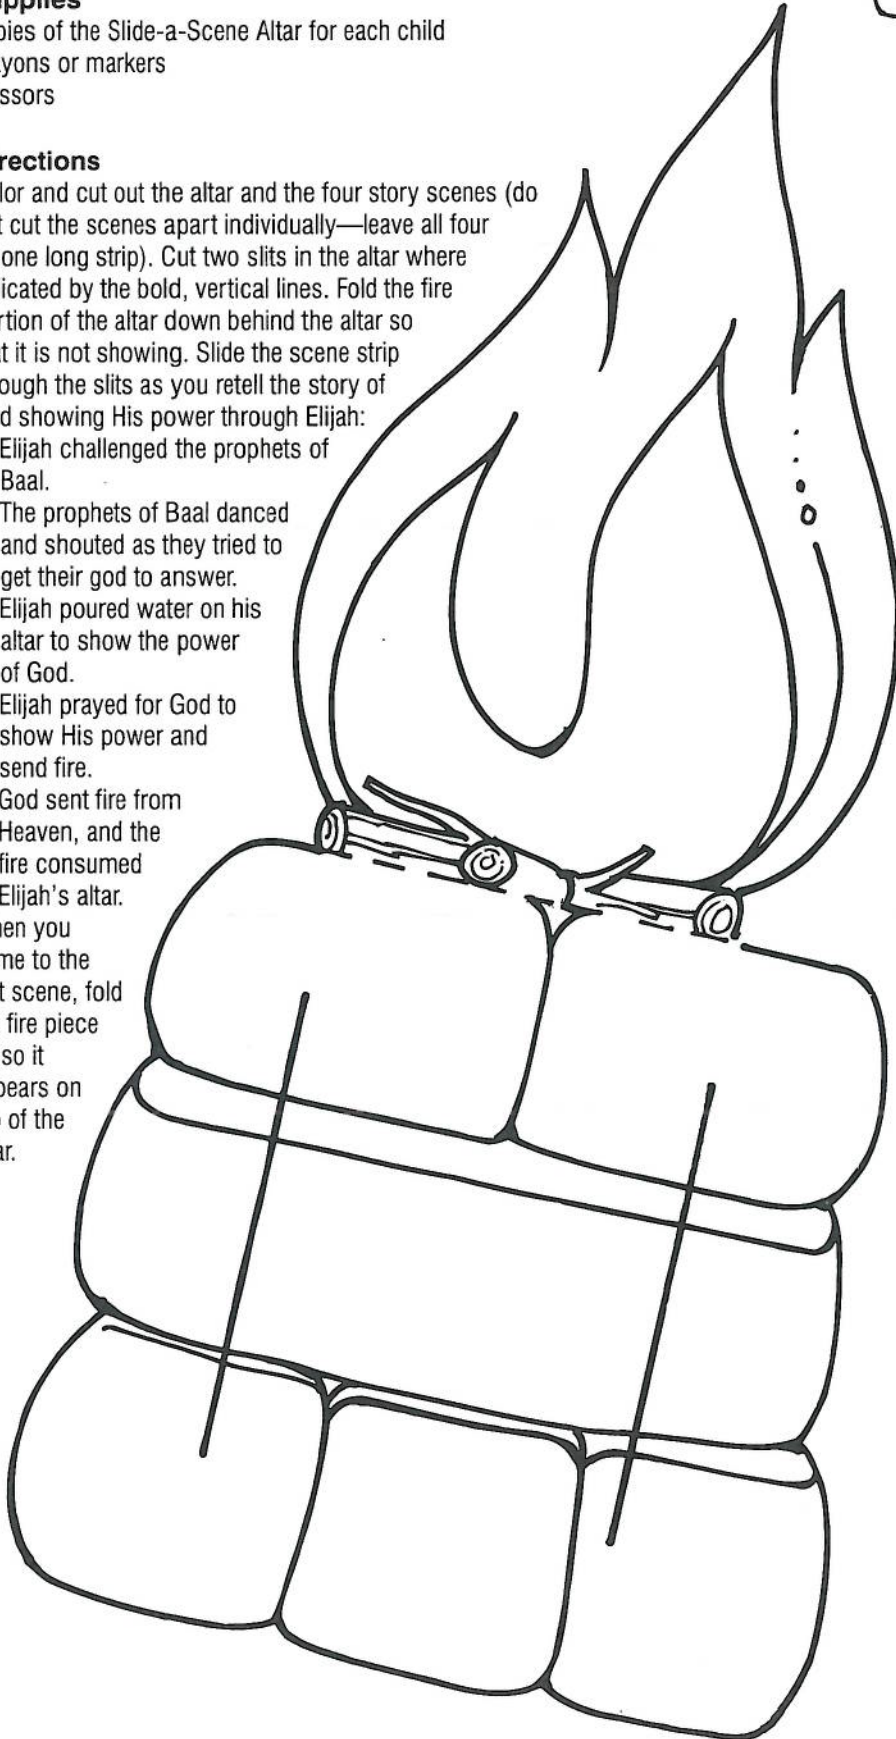 pplies
pies of the Slide-a-Scene Altar for each child
ayons or markers
ssors
rections
lor and cut out the altar and the four story scenes (do
t cut the scenes apart individually—leave all four
one long strip). Cut two slits in the altar where
icated by the bold, vertical lines. Fold the fire
rtion of the altar down behind the altar so
t it is not showing. Slide the scene strip
ough the slits as you retell the story of
d showing His power through Elijah:
Elijah challenged the prophets of
Baal.
The prophets of Baal danced
and shouted as they tried to
get their god to answer.
Elijah poured water on his
altar to show the power
of God.
Elijah prayed for God to
show His power and
send fire.
God sent fire from
Heaven, and the
fire consumed
Elijah's altar.
hen you
me to the
t scene, fold
fire piece
so it
pears on
of the
ar.